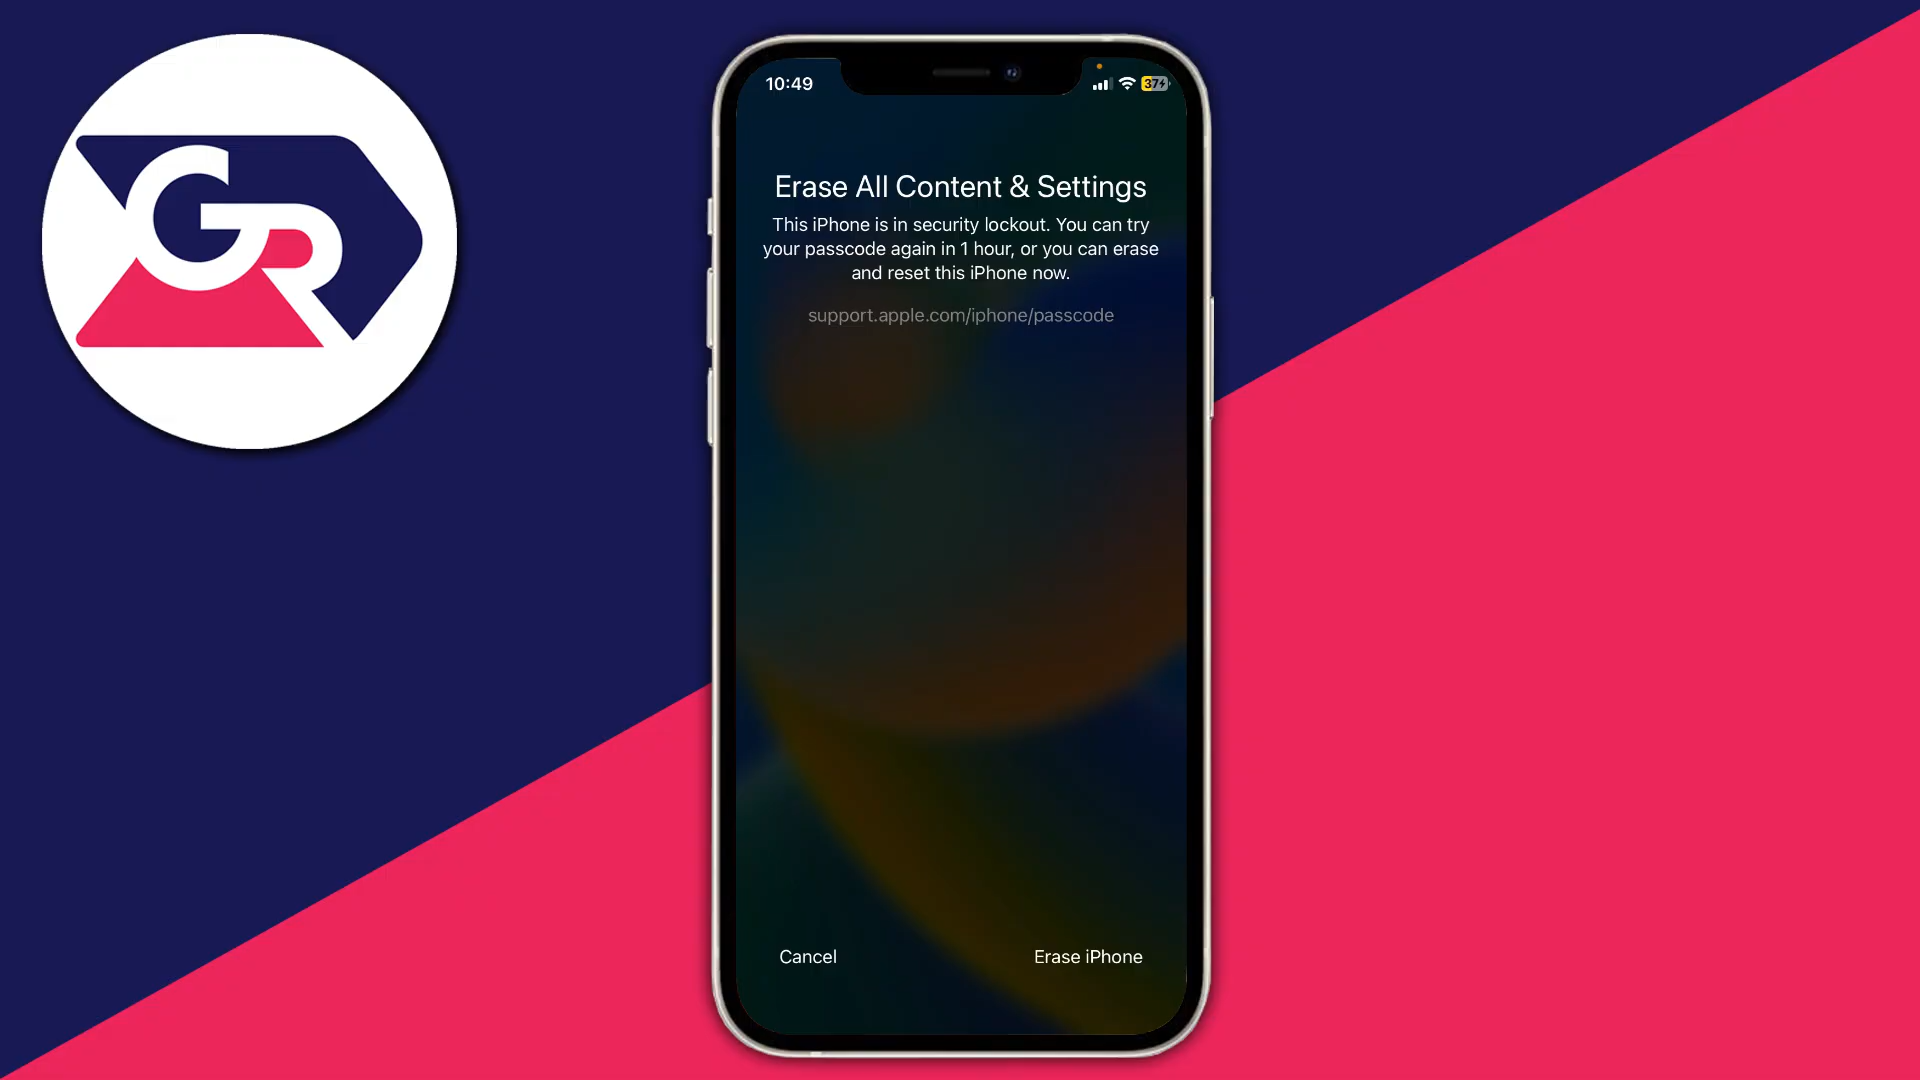 GR
10:49
37
Erase All Content & Settings
This iPhone is in security lockout. You can try
your passcode again in 1 hour, or you can erase
and reset this iPhone now.
support.apple.com/iphone/passcode
Cancel
Erase iPhone